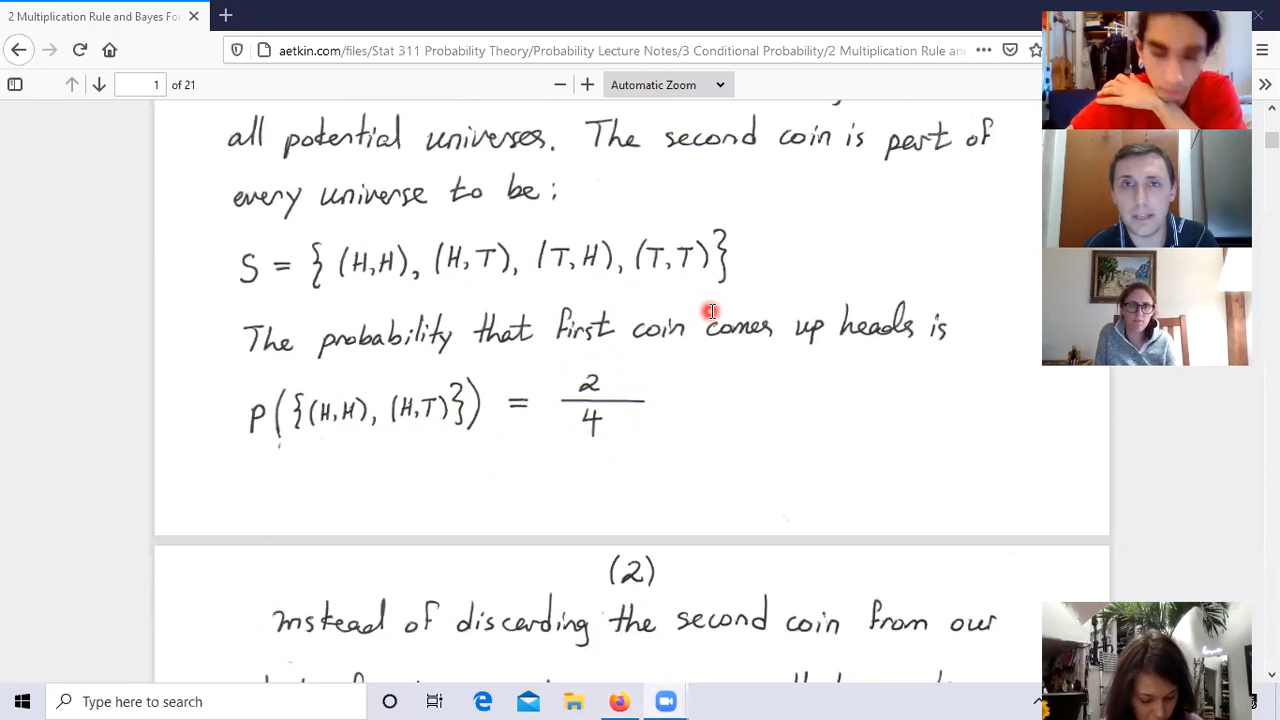 2 Multiplication Rule and Bayes Fo
aetkin.com/files/Stat 311 Probability Theory/Probability Lecture Notes/3 Conditional Probability/2 Multiplication Rule and
1 of 21
Automatic Zoom
all potential universes. The second coin is part of
every universe to be:
S = { (H,H), (H,T), (T,H), (T,T)}
The probability that first coin comes up heads is
P({(H,H), (H,T)}) = 2/4
(2)
instead of discarding the second coin from our
Type here to search